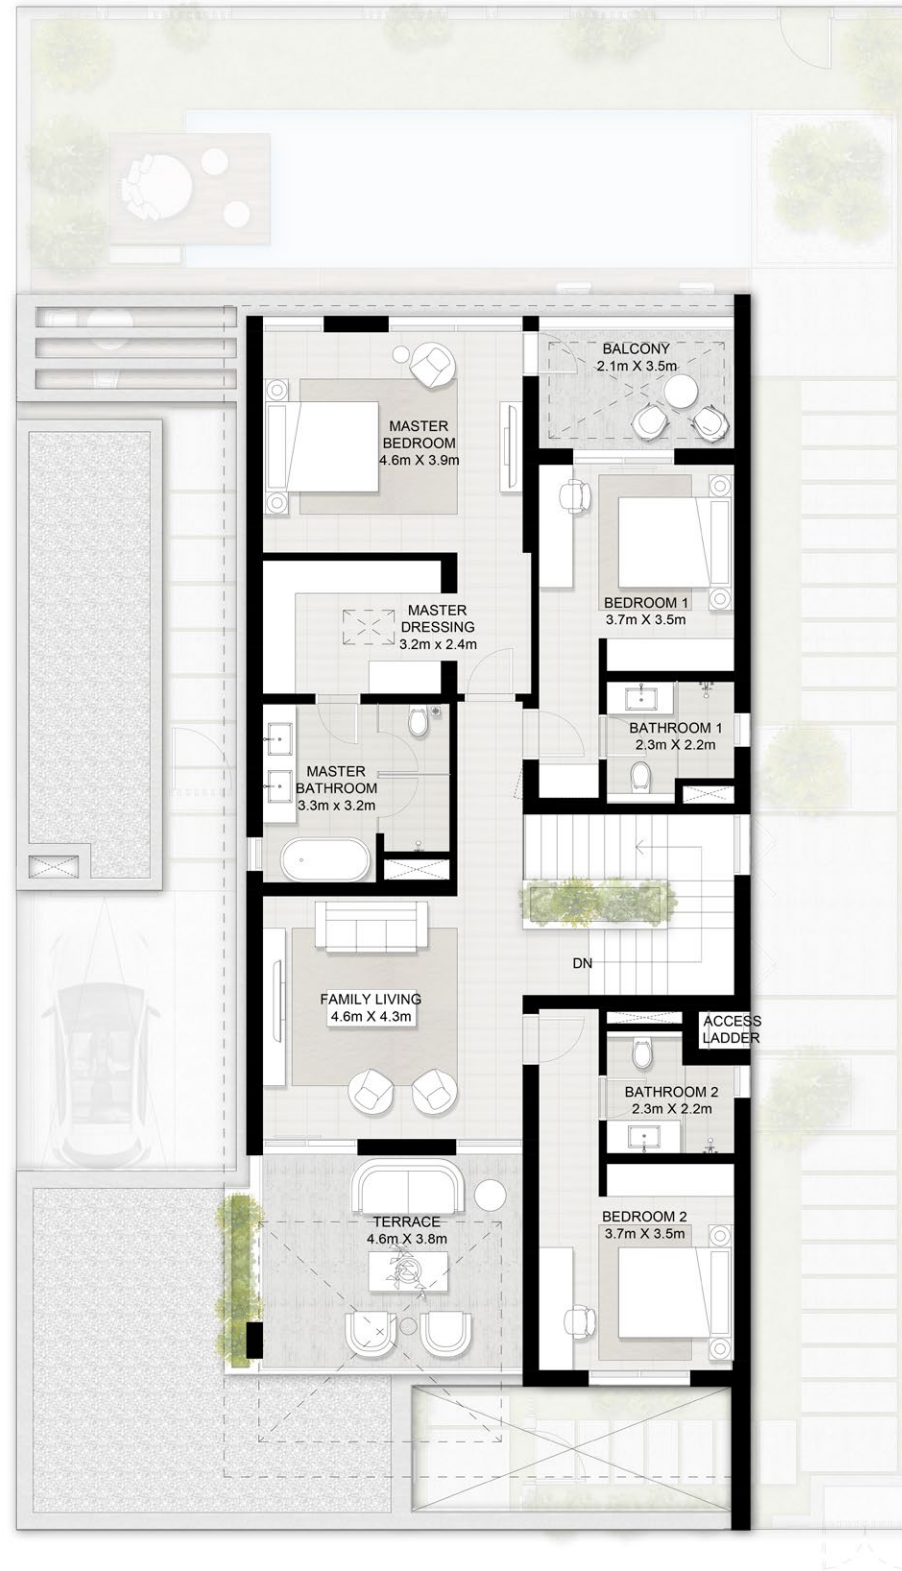 BALCONY
2.1m X 3.5m
MASTER
BEDROOM
4.6m X 3.9m
BEDROOM 1
3.7m X 3.5m
MASTER
DRESSING
3.2m x 2.4m
BATHROOM 1
2.3m X 2.2m
MASTER
BATHROOM
3.3m x 3.2m
DN
FAMILY LIVING
4.6m X 4.3m
ACCESS
LADDER
BATHROOM 2
2.3m X 2.2m
TERRACE
4.6m X 3.8m
BEDROOM 2
3.7m X 3.5m